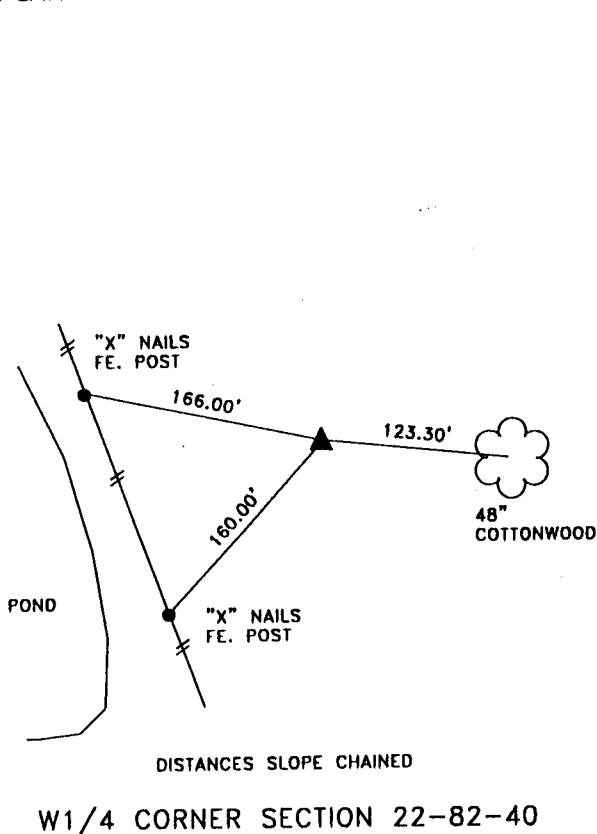 "X" NAILS
FE. POST
166.00'
123.30'
160.00'
48"
COTTONWOOD
POND
"X" NAILS
FE. POST
DISTANCES SLOPE CHAINED
W1/4 CORNER SECTION 22-82-40